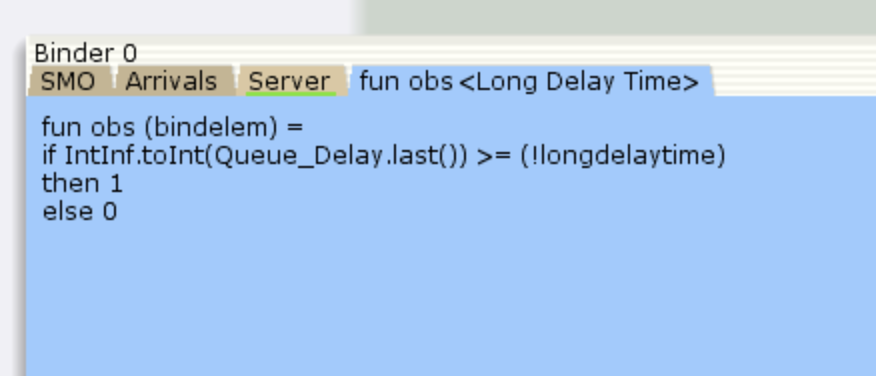 Binder 0
SMO Arrivals Server fun obs <Long Delay Time>
fun obs (bindelem) =
if IntInf.toInt(Queue_Delay.last()) >= (!longdelaytime)
then 1
else 0